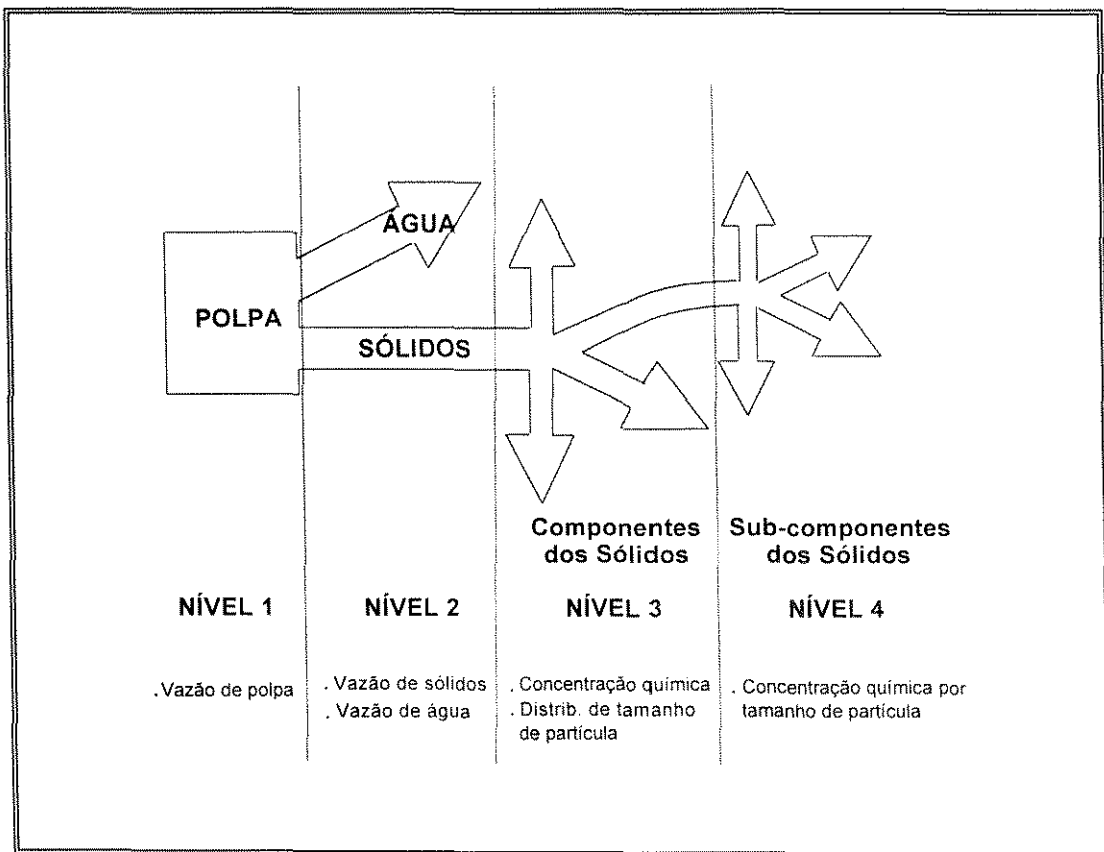 ÁGUA
POLPA
SÓLIDOS
Componentes
dos Sólidos
Sub-componentes
dos Sólidos
NÍVEL 1
NÍVEL 2
NÍVEL 3
NÍVEL 4
. Vazão de polpa
. Vazão de sólidos
. Vazão de água
. Concentração química
. Distrib. de tamanho
de partícula
. Concentração química por
tamanho de partícula